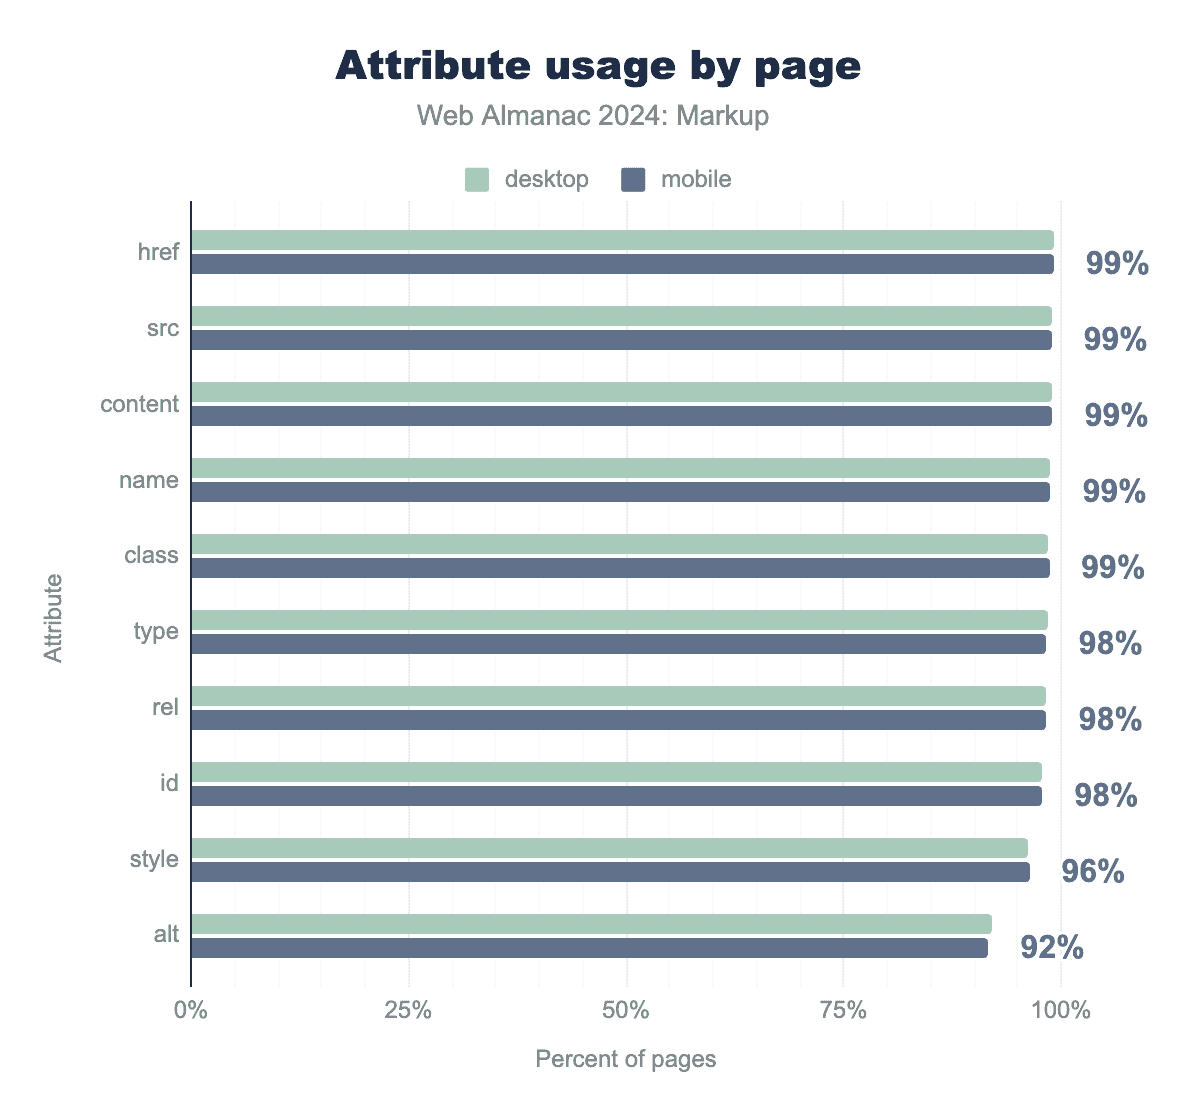 Attribute usage by page
Web Almanac 2024: Markup
desktop
mobile
Attribute
href
99%
src
99%
content
99%
name
99%
class
99%
type
98%
rel
98%
id
98%
style
96%
alt
92%
0%
25%
50%
75%
100%
Percent of pages